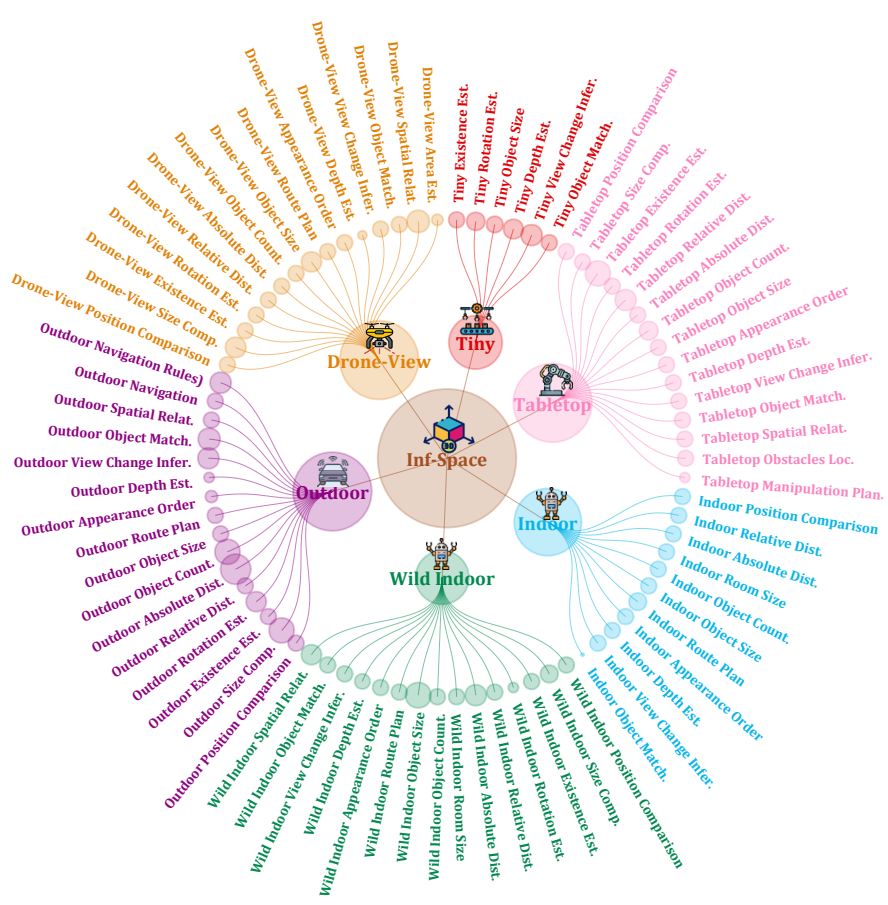 Inf-Space
3D
Drone-View
Drone-View Position Comparison
Drone-View Size Comp.
Drone-View Existence Est.
Drone-View Rotation Est.
Drone-View Relative Dist.
Drone-View Absolute Dist.
Drone-View Object Count.
Drone-View Object Size
Drone-View Route Plan
Drone-View Appearance Order
Drone-View Depth Est.
Drone-View View Change Infer.
Drone-View Object Match.
Drone-View Spatial Relat.
Drone-View Area Est.
Tiny
Tiny Existence Est.
Tiny Rotation Est.
Tiny Object Size
Tiny Depth Est.
Tiny View Change Infer.
Tiny Object Match.
Tabletop
Tabletop Position Comparison
Tabletop Size Comp.
Tabletop Existence Est.
Tabletop Rotation Est.
Tabletop Relative Dist.
Tabletop Absolute Dist.
Tabletop Object Count.
Tabletop Object Size
Tabletop Appearance Order
Tabletop Depth Est.
Tabletop View Change Infer.
Tabletop Object Match.
Tabletop Spatial Relat.
Tabletop Obstacles Loc.
Tabletop Manipulation Plan.
Indoor
Indoor Position Comparison
Indoor Relative Dist.
Indoor Absolute Dist.
Indoor Room Size
Indoor Object Count.
Indoor Object Size
Indoor Route Plan
Indoor Appearance Order
Indoor Depth Est.
Indoor View Change Infer.
Indoor Object Match.
Wild Indoor
Wild Indoor Position Comparison
Wild Indoor Size Comp.
Wild Indoor Existence Est.
Wild Indoor Rotation Est.
Wild Indoor Relative Dist.
Wild Indoor Absolute Dist.
Wild Indoor Room Size
Wild Indoor Object Count.
Wild Indoor Object Size
Wild Indoor Route Plan
Wild Indoor Appearance Order
Wild Indoor Depth Est.
Wild Indoor View Change Infer.
Wild Indoor Object Match.
Wild Indoor Spatial Relat.
Outdoor
Outdoor Position Comparison
Outdoor Size Comp.
Outdoor Existence Est.
Outdoor Rotation Est.
Outdoor Relative Dist.
Outdoor Absolute Dist.
Outdoor Object Count.
Outdoor Object Size
Outdoor Route Plan
Outdoor Appearance Order
Outdoor Depth Est.
Outdoor View Change Infer.
Outdoor Object Match.
Outdoor Spatial Relat.
Outdoor Navigation
Outdoor Navigation Rules)